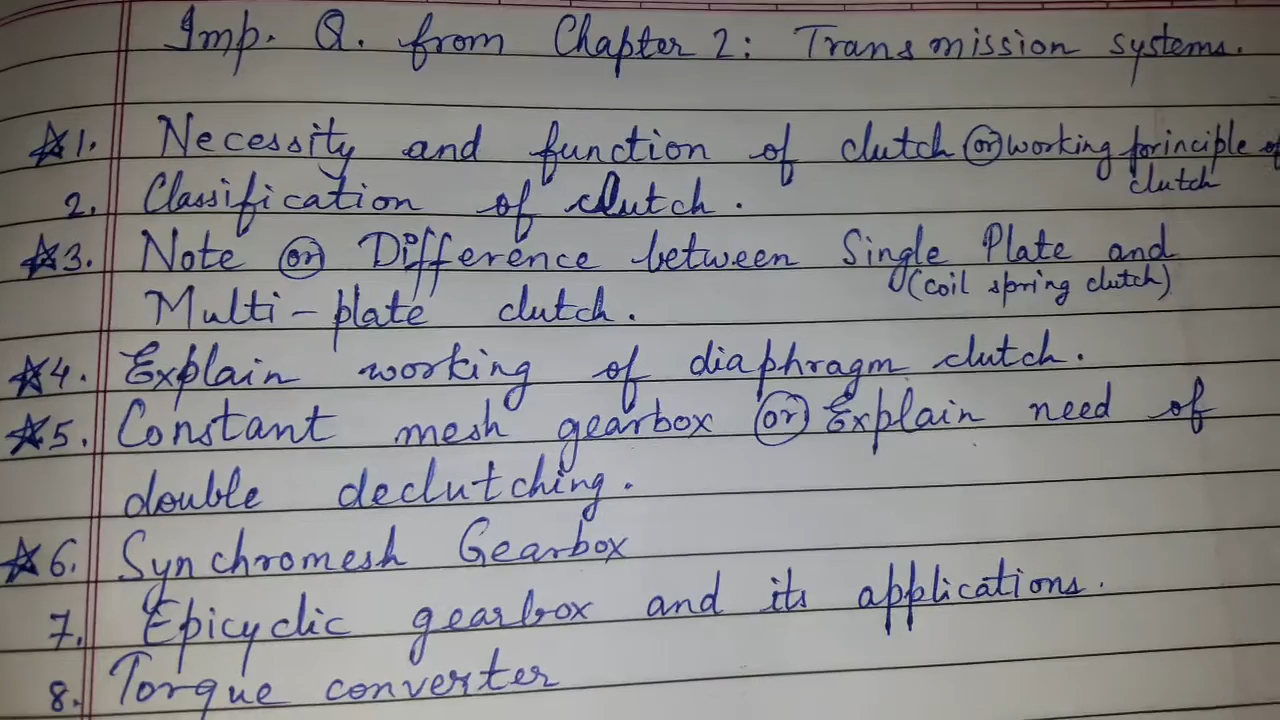 Imp. Q. from Chapter 2: Transmission systems.
☆1. Necessity and function of clutch (or) working principle of
clutch
2. Classification of clutch.
☆3. Note (or) Difference between Single Plate and
(coil spring clutch)
Multi-plate clutch.
☆4. Explain working of diaphragm clutch.
☆5. Constant mesh gearbox (or) Explain need of
double declutching.
☆6. Synchromesh Gearbox
7. Epicyclic gearbox and its applications.
8. Torque converter